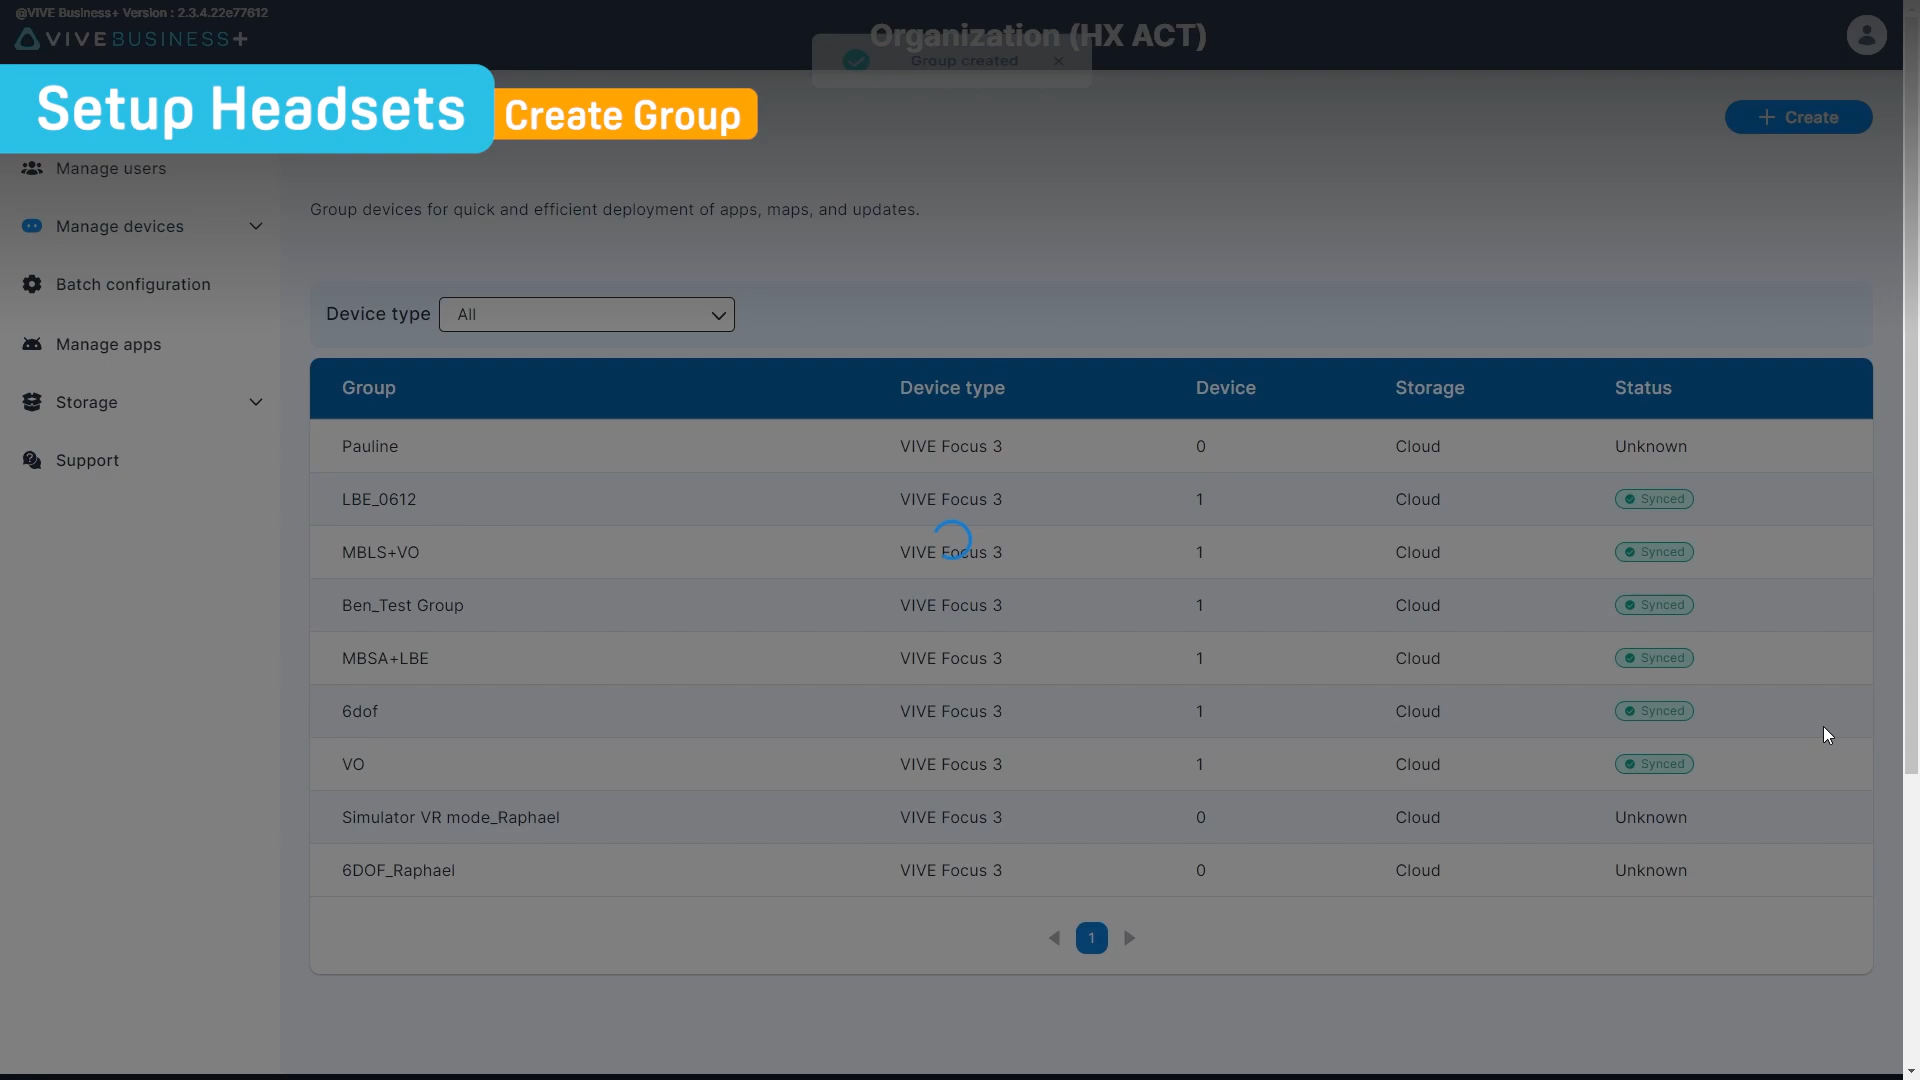 @VIVE Business+ Version : 2.3.4.22e77612
VIVEBUSINESS+
Organization (HX ACT)
Group created
Setup Headsets
Create Group
Create
Manage users
Manage devices
Batch configuration
Manage apps
Storage
Support
Group devices for quick and efficient deployment of apps, maps, and updates.
Device type All
Group Device type Device Storage Status
Pauline VIVE Focus 3 0 Cloud Unknown
LBE_0612 VIVE Focus 3 1 Cloud Synced
MBLS+VO VIVE Focus 3 1 Cloud Synced
Ben_Test Group VIVE Focus 3 1 Cloud Synced
MBSA+LBE VIVE Focus 3 1 Cloud Synced
6dof VIVE Focus 3 1 Cloud Synced
VO VIVE Focus 3 1 Cloud Synced
Simulator VR mode_Raphael VIVE Focus 3 0 Cloud Unknown
6DOF_Raphael VIVE Focus 3 0 Cloud Unknown
1